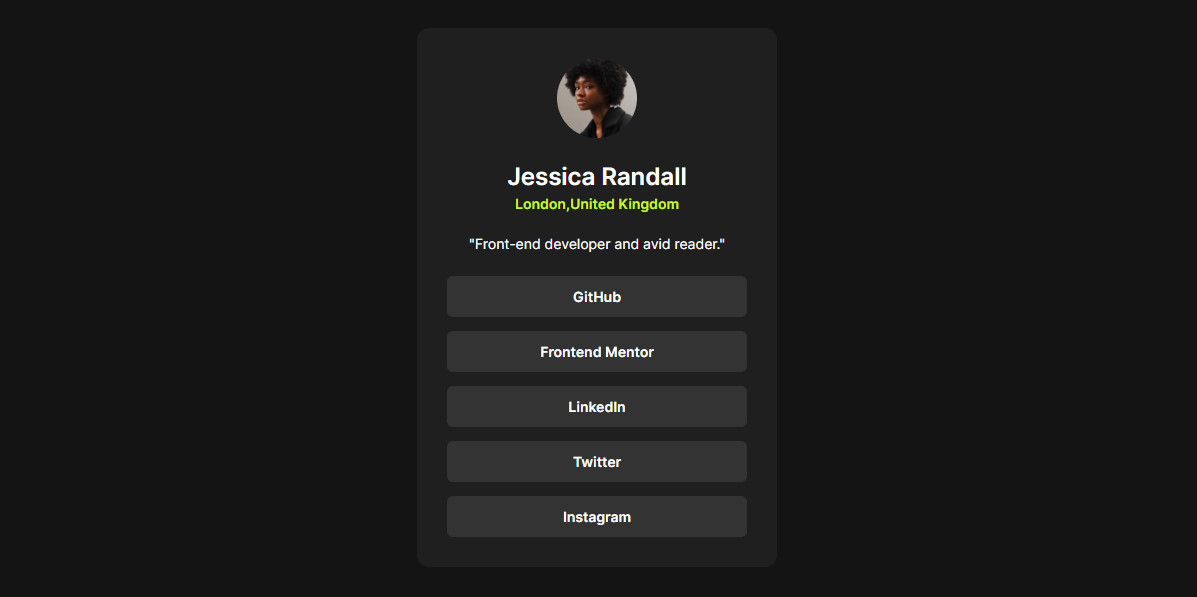 Jessica Randall
London,United Kingdom
"Front-end developer and avid reader."
GitHub
Frontend Mentor
LinkedIn
Twitter
Instagram